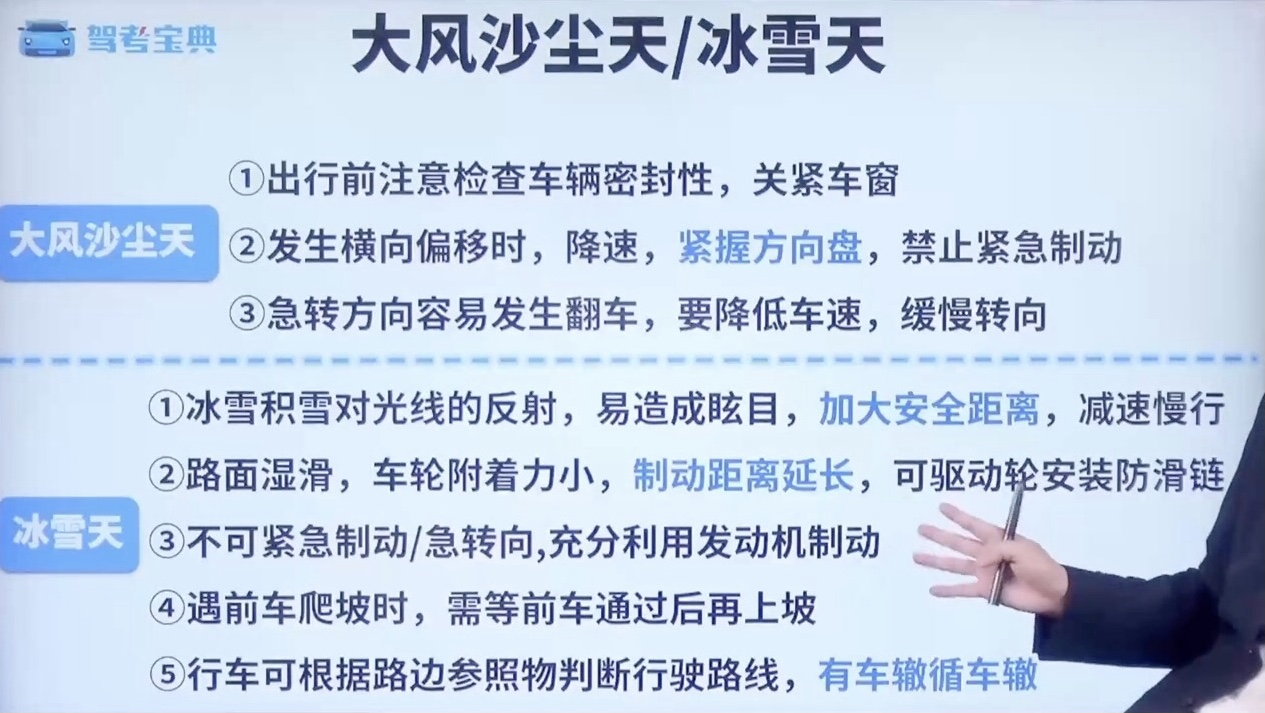 驾考宝典
大风沙尘天/冰雪天
大风沙尘天
①出行前注意检查车辆密封性，关紧车窗
②发生横向偏移时，降速，紧握方向盘，禁止紧急制动
③急转方向容易发生翻车，要降低车速，缓慢转向
冰雪天
①冰雪积雪对光线的反射，易造成眩目，加大安全距离，减速慢行
②路面湿滑，车轮附着力小，制动距离延长，可驱动轮安装防滑链
③不可紧急制动/急转向,充分利用发动机制动
④遇前车爬坡时，需等前车通过后再上坡
⑤行车可根据路边参照物判断行驶路线，有车辙循车辙